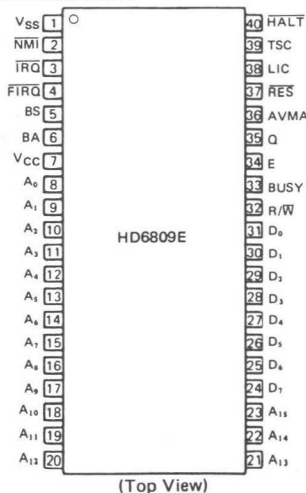 VSS 1 40 HALT
NMI 2 39 TSC
IRQ 3 38 LIC
FIRQ 4 37 RES
BS 5 36 AVMA
BA 6 35 Q
VCC 7 34 E
A₀ 8 33 BUSY
A₁ 9 32 R/W
A₂ 10 31 D₀
HD6809E
A₃ 11 30 D₁
A₄ 12 29 D₂
A₅ 13 28 D₃
A₆ 14 27 D₄
A₇ 15 26 D₅
A₈ 16 25 D₆
A₉ 17 24 D₇
A₁₀ 18 23 A₁₅
A₁₁ 19 22 A₁₄
A₁₂ 20 21 A₁₃
(Top View)